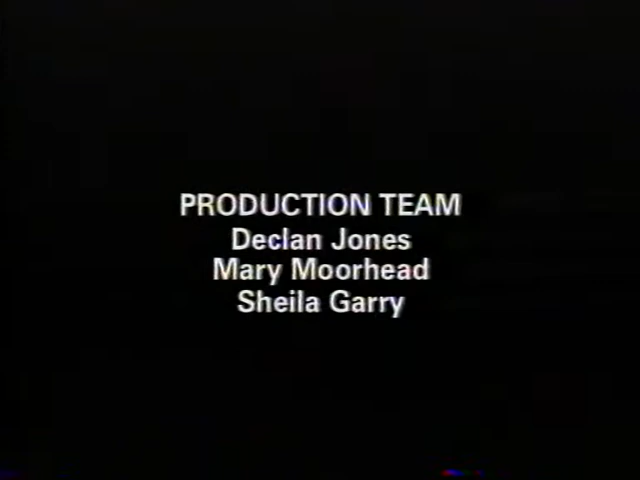 PRODUCTION TEAM
Declan Jones
Mary Moorhead
Sheila Garry